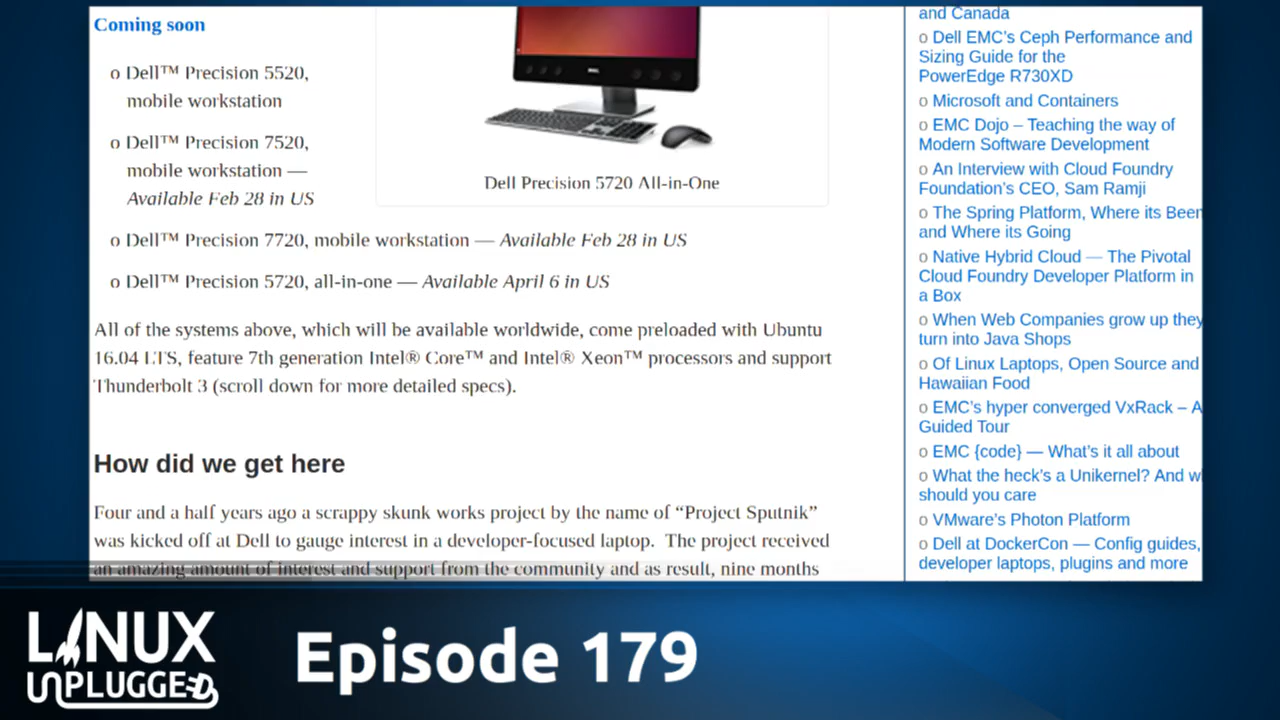 Coming soon
o Dell™ Precision 5520,
mobile workstation
o Dell™ Precision 7520,
mobile workstation —
Available Feb 28 in US
DELL
Dell Precision 5720 All-in-One
o Dell™ Precision 7720, mobile workstation — Available Feb 28 in US
o Dell™ Precision 5720, all-in-one — Available April 6 in US
All of the systems above, which will be available worldwide, come preloaded with Ubuntu
16.04 LTS, feature 7th generation Intel® Core™ and Intel® Xeon™ processors and support
Thunderbolt 3 (scroll down for more detailed specs).
How did we get here
Four and a half years ago a scrappy skunk works project by the name of “Project Sputnik”
was kicked off at Dell to gauge interest in a developer-focused laptop. The project received
an amazing amount of interest and support from the community and as result, nine months
and Canada
o Dell EMC’s Ceph Performance and
Sizing Guide for the
PowerEdge R730XD
o Microsoft and Containers
o EMC Dojo – Teaching the way of
Modern Software Development
o An Interview with Cloud Foundry
Foundation’s CEO, Sam Ramji
o The Spring Platform, Where its Been
and Where its Going
o Native Hybrid Cloud — The Pivotal
Cloud Foundry Developer Platform in
a Box
o When Web Companies grow up they
turn into Java Shops
o Of Linux Laptops, Open Source and
Hawaiian Food
o EMC’s hyper converged VxRack – A
Guided Tour
o EMC {code} — What’s it all about
o What the heck’s a Unikernel? And w
should you care
o VMware’s Photon Platform
o Dell at DockerCon — Config guides,
developer laptops, plugins and more
LINUX
UNPLUGGED
Episode 179